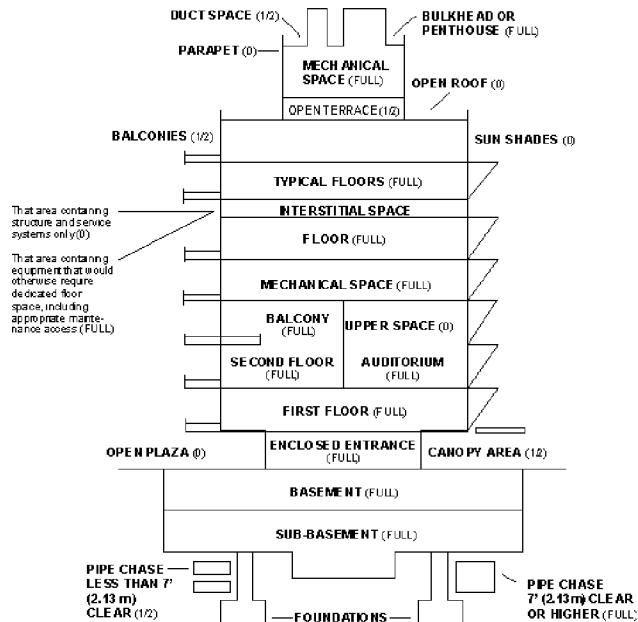 DUCT SPACE (1/2)
BULKHEAD OR
PENTHOUSE (FULL)
PARAPET (0)
MECHANICAL
SPACE (FULL)
OPEN ROOF (0)
OPEN TERRACE (1/2)
BALCONIES (1/2)
SUN SHADES (0)
TYPICAL FLOORS (FULL)
INTERSTITIAL SPACE
That area containing
structure and service
systems only (0)
FLOOR (FULL)
That area containing
equipment that would
otherwise require
dedicated floor
space, including
appropriate mainte-
nance access (FULL)
MECHANICAL SPACE (FULL)
BALCONY
(FULL)
UPPER SPACE (0)
SECOND FLOOR
(FULL)
AUDITORIUM
(FULL)
FIRST FLOOR (FULL)
OPEN PLAZA (0)
ENCLOSED ENTRANCE
(FULL)
CANOPY AREA (1/2)
BASEMENT (FULL)
SUB-BASEMENT (FULL)
PIPE CHASE
LESS THAN 7'
(2.13 m)
CLEAR (1/2)
FOUNDATIONS
PIPE CHASE
7' (2.13 m) CLEAR
OR HIGHER (FULL)